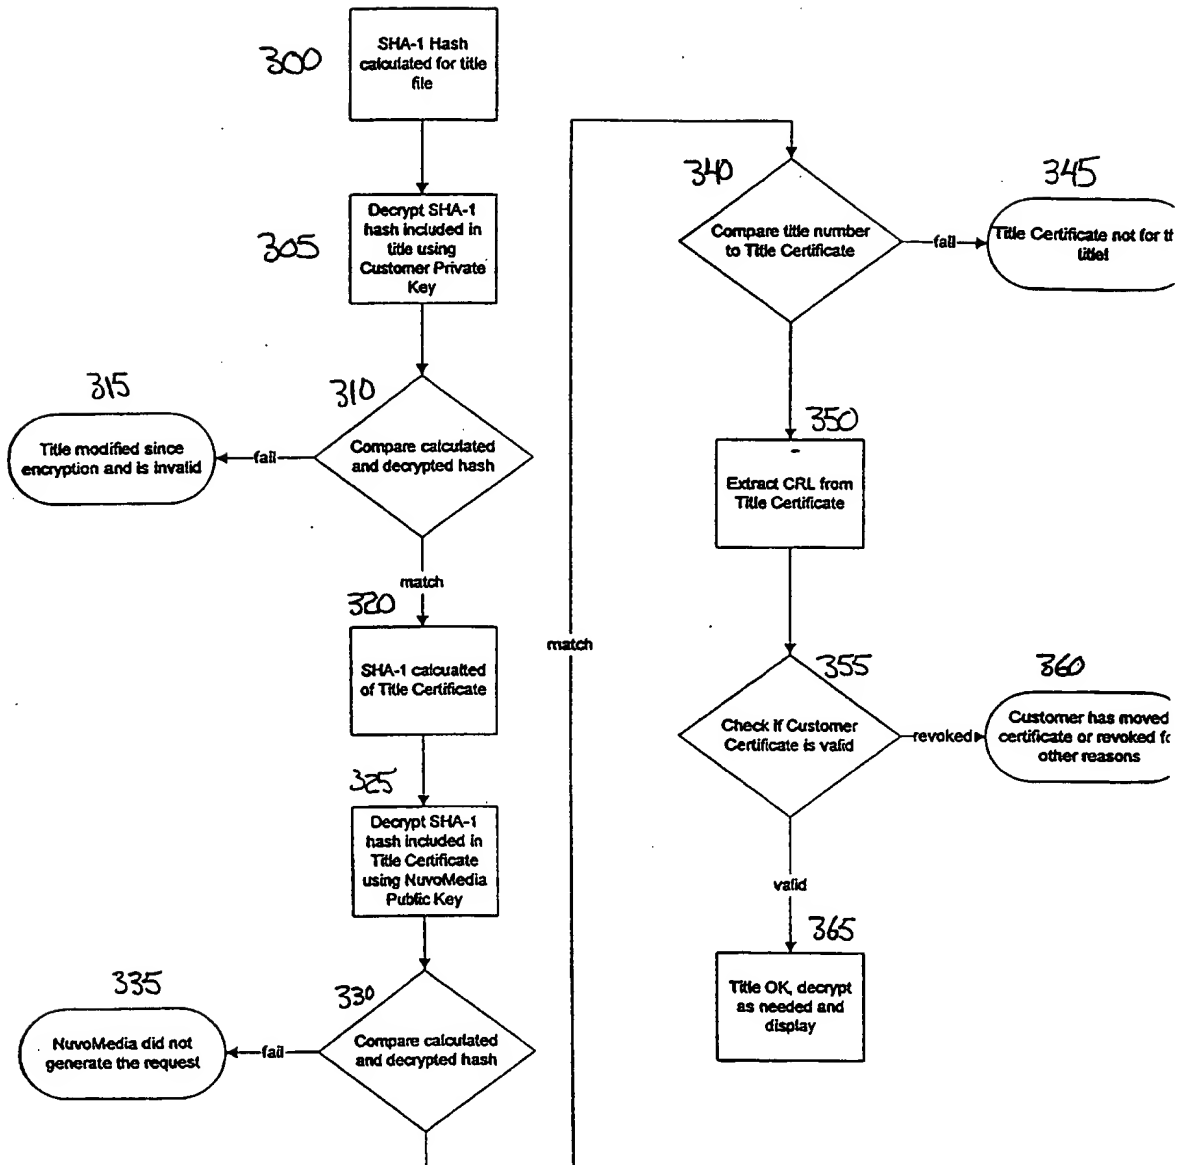 300
SHA-1 Hash
calculated for title
file
305
Decrypt SHA-1
hash included in
title using
Customer Private
Key
310
Compare calculated
and decrypted hash
fail
315
Title modified since
encryption and is invalid
match
320
SHA-1 calcualted
of Title Certificate
325
Decrypt SHA-1
hash included in
Title Certificate
using NuvoMedia
Public Key
330
Compare calculated
and decrypted hash
fail
335
NuvoMedia did not
generate the request
match
340
Compare title number
to Title Certificate
fail
345
Title Certificate not for
title!
350
Extract CRL from
Title Certificate
355
Check if Customer
Certificate is valid
revoked
360
Customer has moved
certificate or revoked
other reasons
valid
365
Title OK, decrypt
as needed and
display